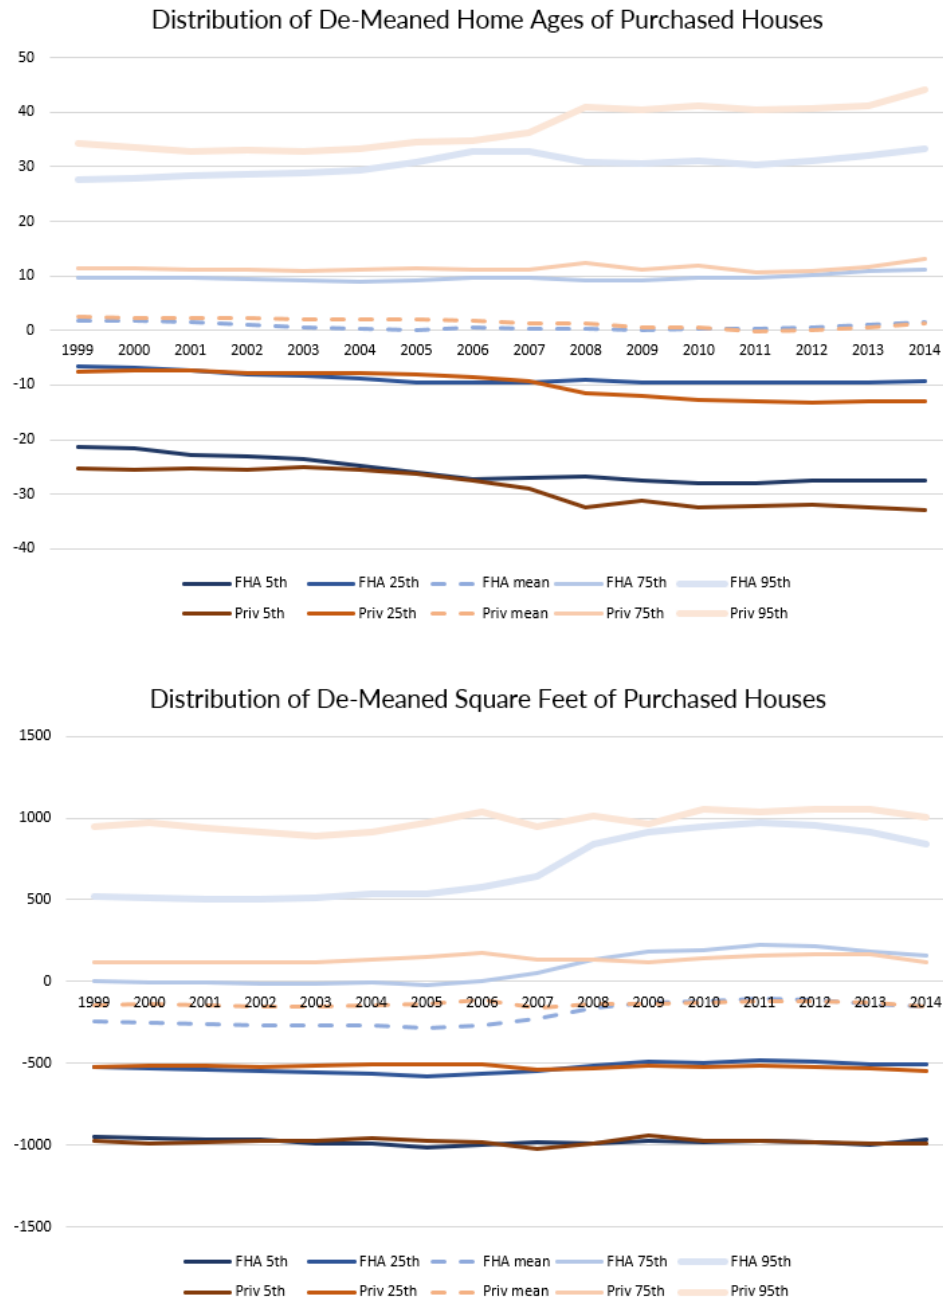 Distribution of De-Meaned Home Ages of Purchased Houses
50
40
30
20
10
0
1999 2000 2001 2002 2003 2004 2005 2006 2007 2008 2009 2010 2011 2012 2013 2014
-10
-20
-30
-40
FHA 5th FHA 25th FHA mean FHA 75th FHA 95th
Priv 5th Priv 25th Priv mean Priv 75th Priv 95th
Distribution of De-Meaned Square Feet of Purchased Houses
1500
1000
500
0
1999 2000 2001 2002 2003 2004 2005 2006 2007 2008 2009 2010 2011 2012 2013 2014
-500
-1000
-1500
FHA 5th FHA 25th FHA mean FHA 75th FHA 95th
Priv 5th Priv 25th Priv mean Priv 75th Priv 95th